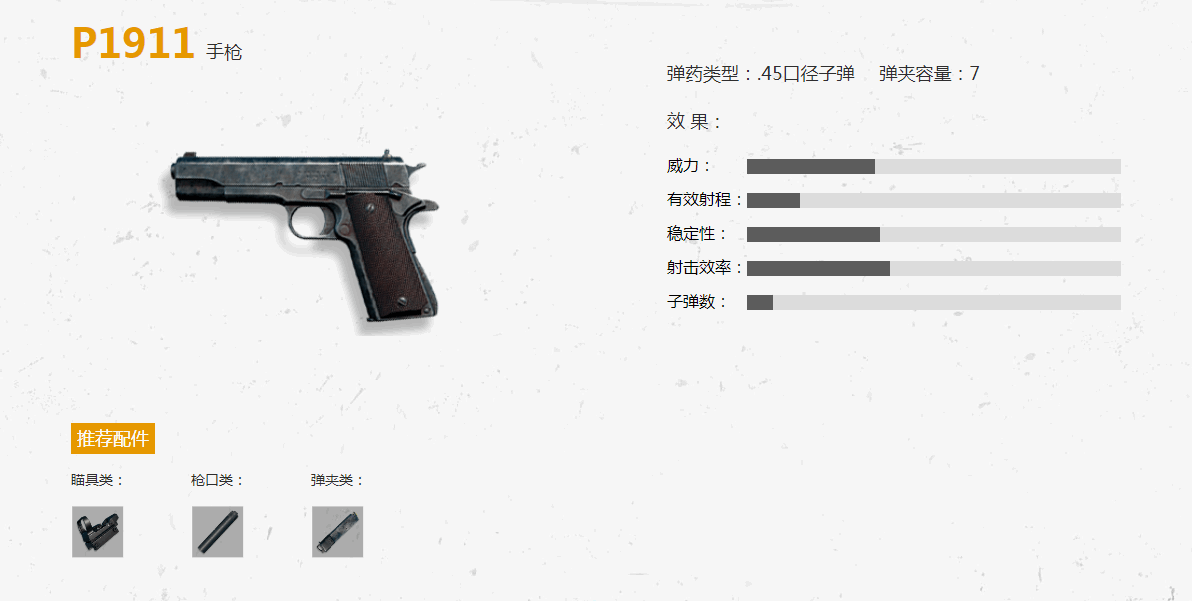 P1911 手枪
弹药类型：.45口径子弹 弹夹容量：7
效 果：
威力：
有效射程：
稳定性：
射击效率：
子弹数：
推荐配件
瞄具类： 枪口类： 弹夹类：